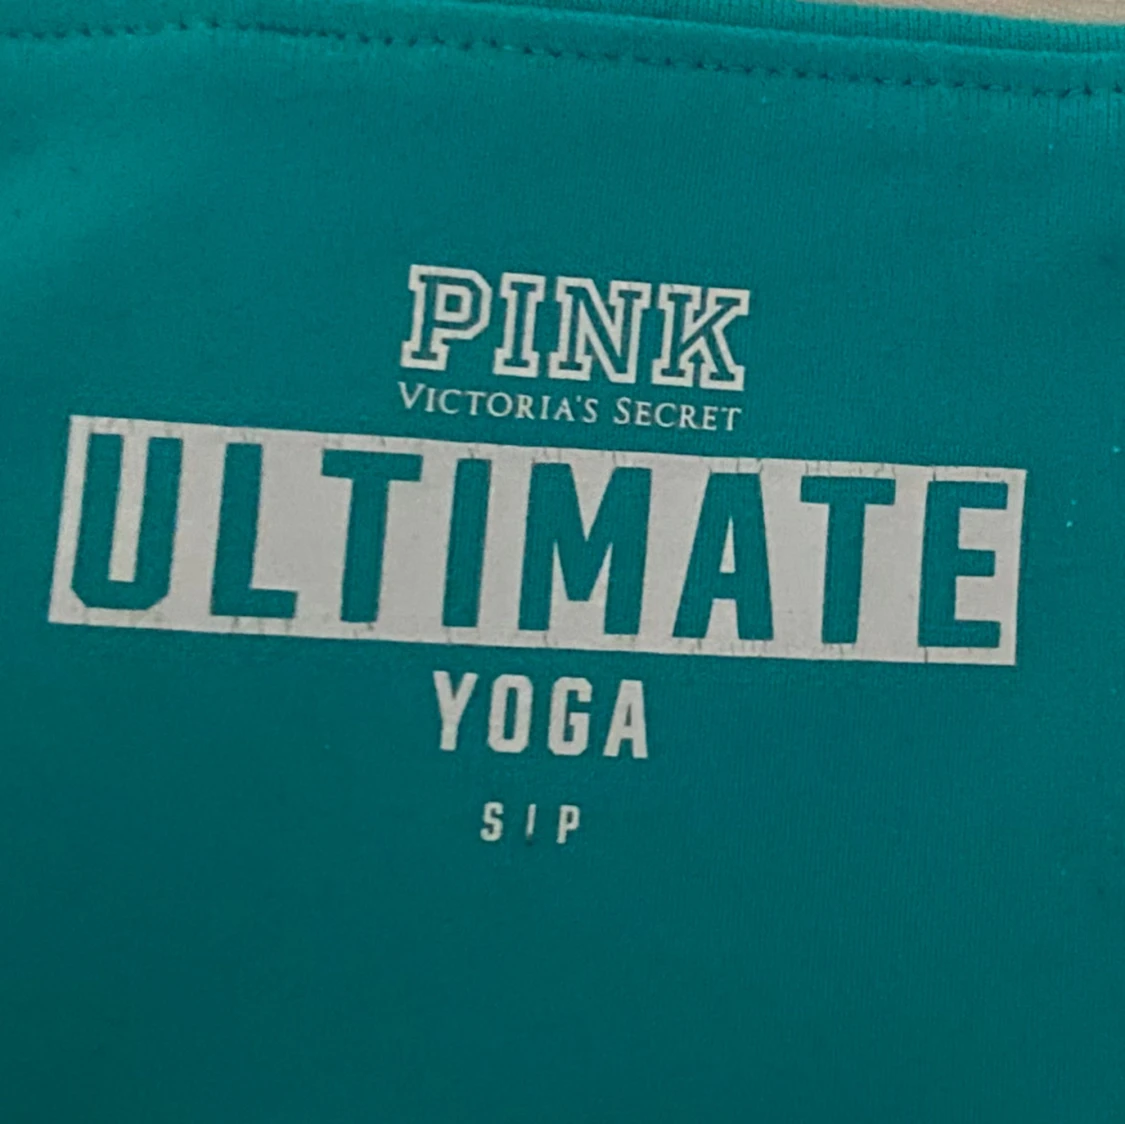 PINK
VICTORIA'S SECRET
ULTIMATE
YOGA
S | P